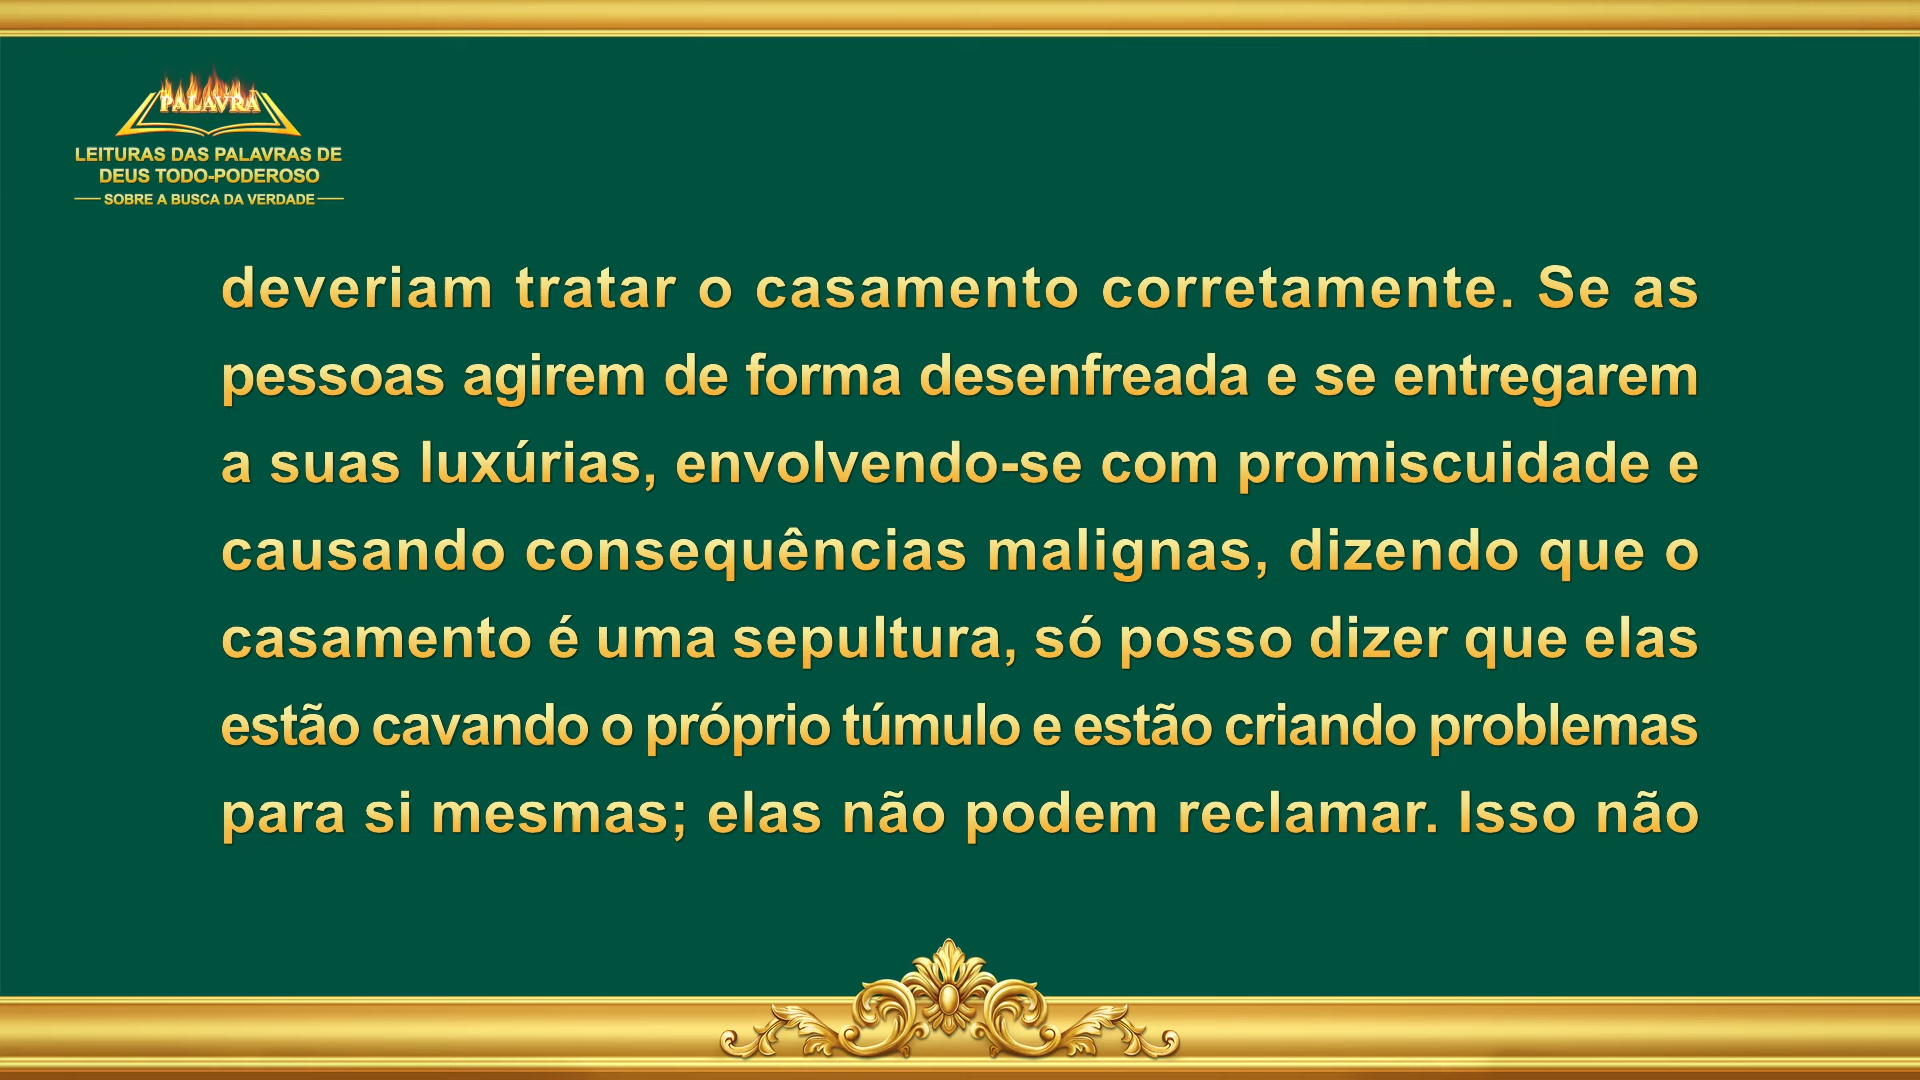 PALAVRA
LEITURAS DAS PALAVRAS DE
DEUS TODO-PODEROSO
SOBRE A BUSCA DA VERDADE
deveriam tratar o casamento corretamente. Se as
pessoas agirem de forma desenfreada e se entregarem
a suas luxúrias, envolvendo-se com promiscuidade e
causando consequências malignas, dizendo que o
casamento é uma sepultura, só posso dizer que elas
estão cavando o próprio túmulo e estão criando problemas
para si mesmas; elas não podem reclamar. Isso não